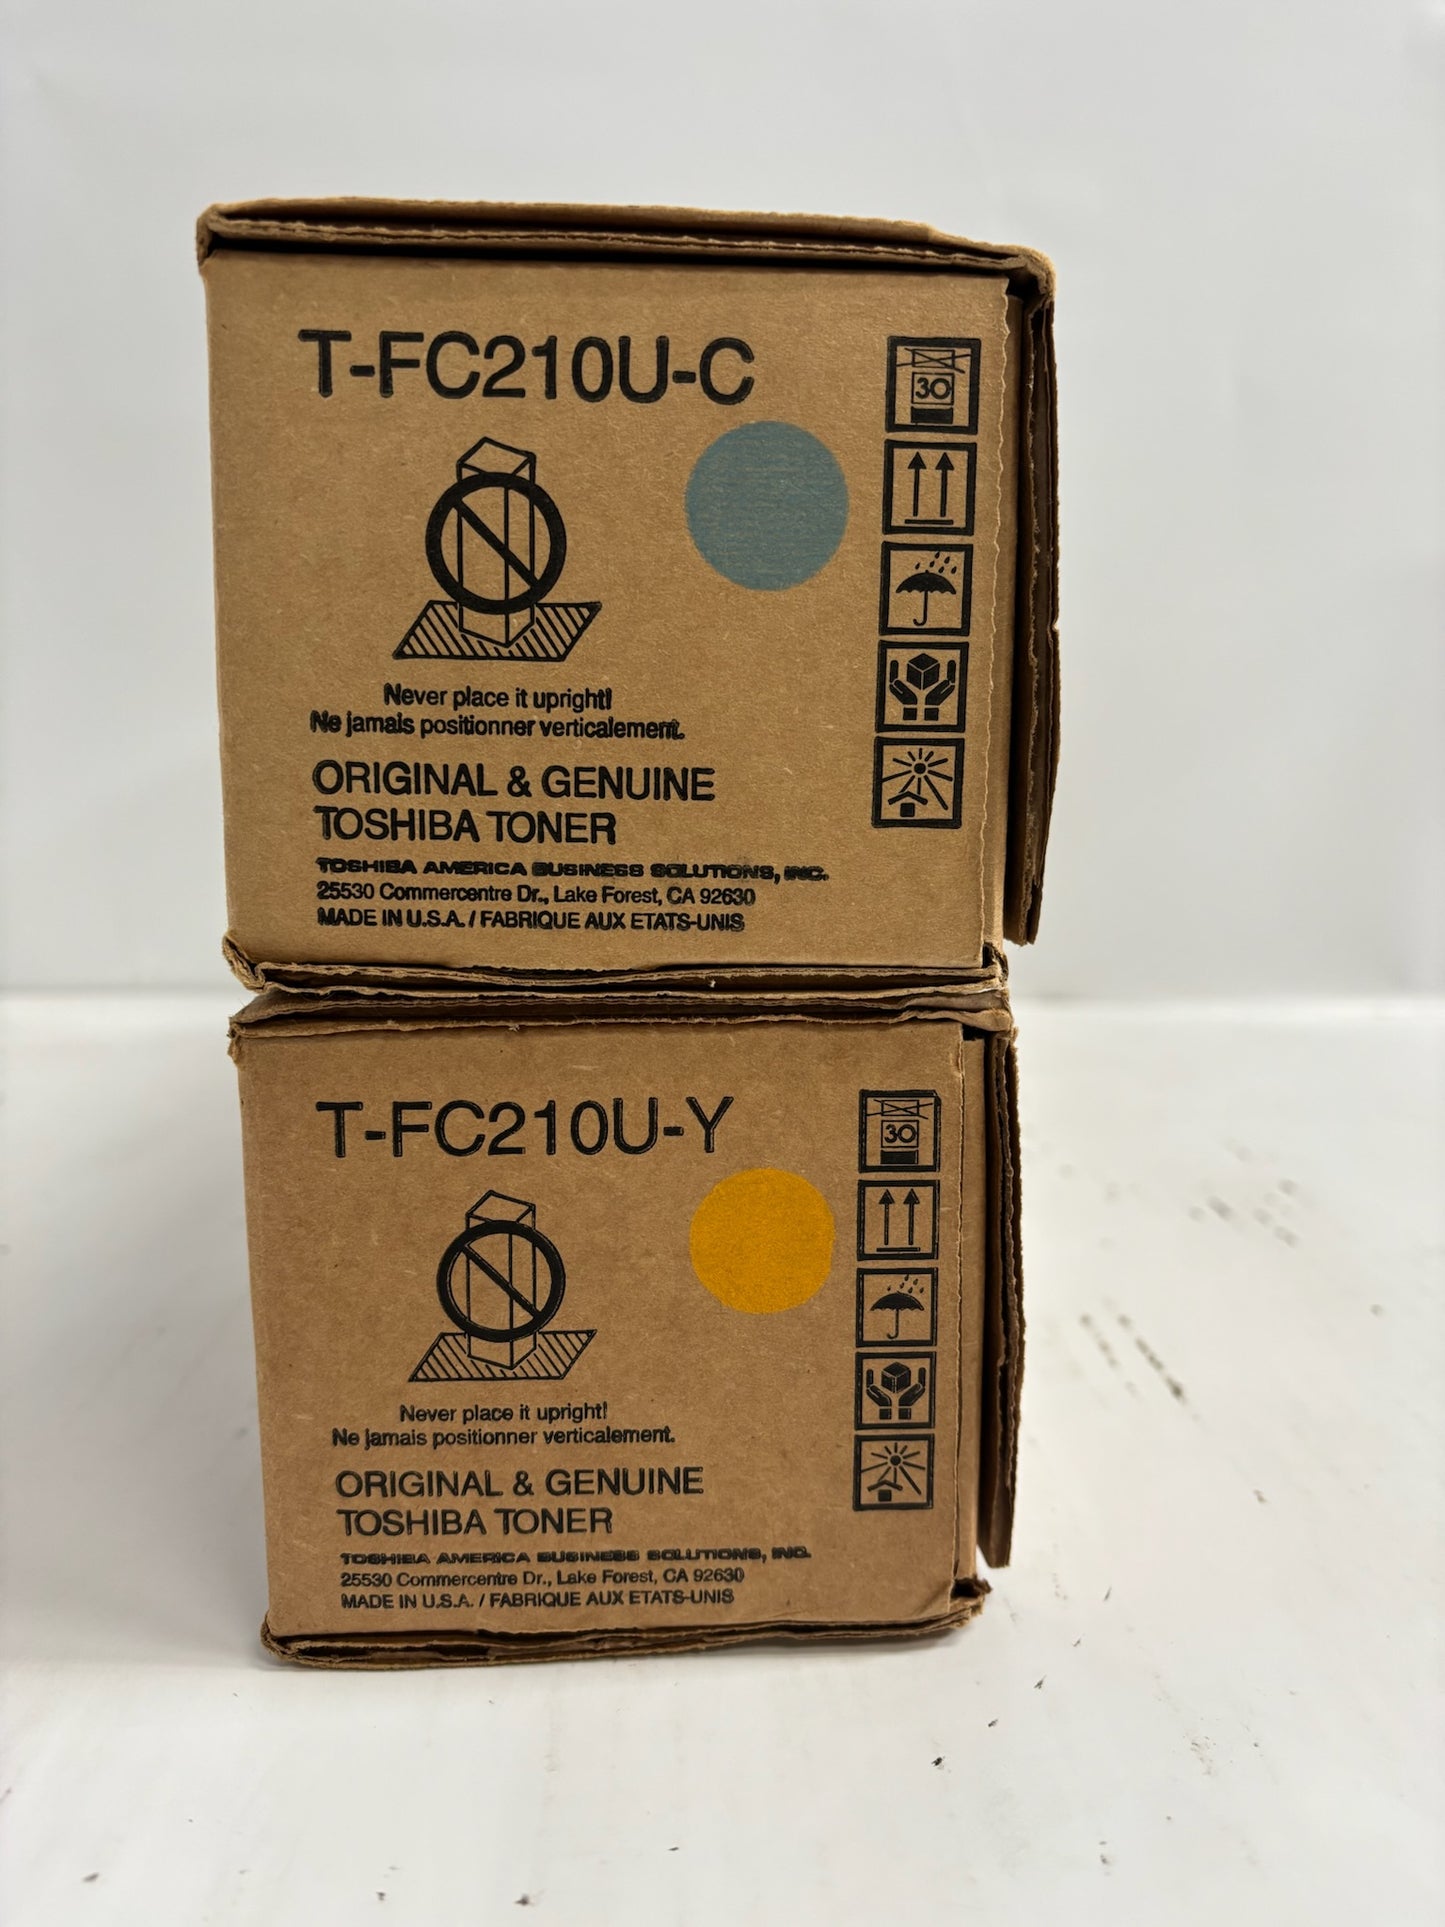 T-FC210U-C
30
Never place it upright!
Ne jamais positionner verticalement.
ORIGINAL & GENUINE
TOSHIBA TONER
TOSHIBA AMERICA BUSINESS SOLUTIONS, INC.
25530 Commercentre Dr., Lake Forest, CA 92630
MADE IN U.S.A. / FABRIQUE AUX ETATS-UNIS
T-FC210U-Y
30
Never place it upright!
Ne jamais positionner verticalement.
ORIGINAL & GENUINE
TOSHIBA TONER
TOSHIBA AMERICA BUSINESS SOLUTIONS, INC.
25530 Commercentre Dr., Lake Forest, CA 92630
MADE IN U.S.A. / FABRIQUE AUX ETATS-UNIS